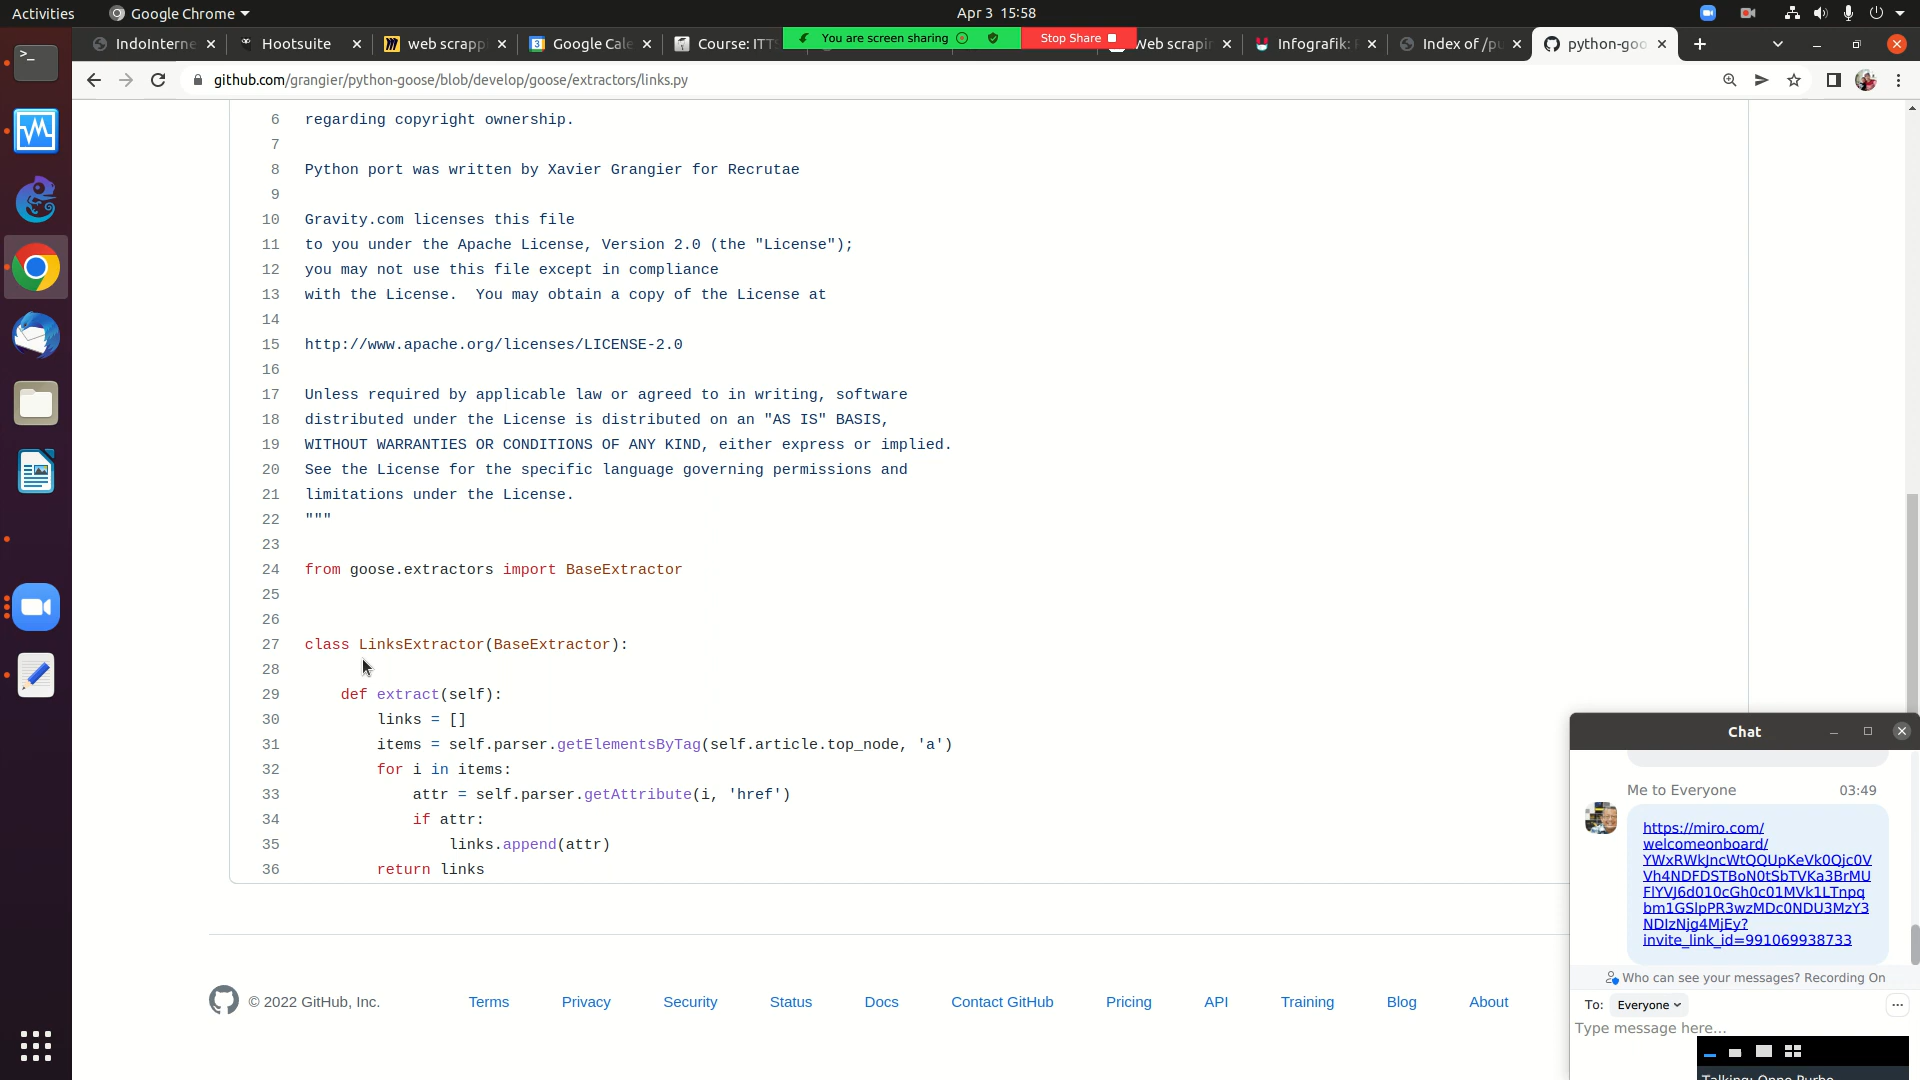 Activities
Google Chrome
Apr 3 15:58
IndoInterne
Hootsuite
web scrapp
Google Cale
Course: ITTS
You are screen sharing
Stop Share
Web scrapin
Infografik:
Index of /pu
python-goo
github.com/grangier/python-goose/blob/develop/goose/extractors/links.py
6 regarding copyright ownership.
7
8 Python port was written by Xavier Grangier for Recrutae
9
10 Gravity.com licenses this file
11 to you under the Apache License, Version 2.0 (the "License");
12 you may not use this file except in compliance
13 with the License.  You may obtain a copy of the License at
14
15 http://www.apache.org/licenses/LICENSE-2.0
16
17 Unless required by applicable law or agreed to in writing, software
18 distributed under the License is distributed on an "AS IS" BASIS,
19 WITHOUT WARRANTIES OR CONDITIONS OF ANY KIND, either express or implied.
20 See the License for the specific language governing permissions and
21 limitations under the License.
22 """
23
24 from goose.extractors import BaseExtractor
25
26
27 class LinksExtractor(BaseExtractor):
28
29     def extract(self):
30         links = []
31         items = self.parser.getElementsByTag(self.article.top_node, 'a')
32         for i in items:
33             attr = self.parser.getAttribute(i, 'href')
34             if attr:
35                 links.append(attr)
36         return links
© 2022 GitHub, Inc.
Terms
Privacy
Security
Status
Docs
Contact GitHub
Pricing
API
Training
Blog
About
Chat
Me to Everyone 03:49
https://miro.com/
welcomeonboard/
YWxRWkJncWtQQUpKeVk0Qjc0V
Vh4NDFDSTBoN0tSbTVKa3BrMU
FlYVJ6d010cGh0c01MVk1LTnpq
bm1GSlpPR3wzMDc0NDU3MzY3
NDIzNjg4MjEy?
invite_link_id=991069938733
Who can see your messages? Recording On
To: Everyone
Type message here...
Talking: Onno Purbo